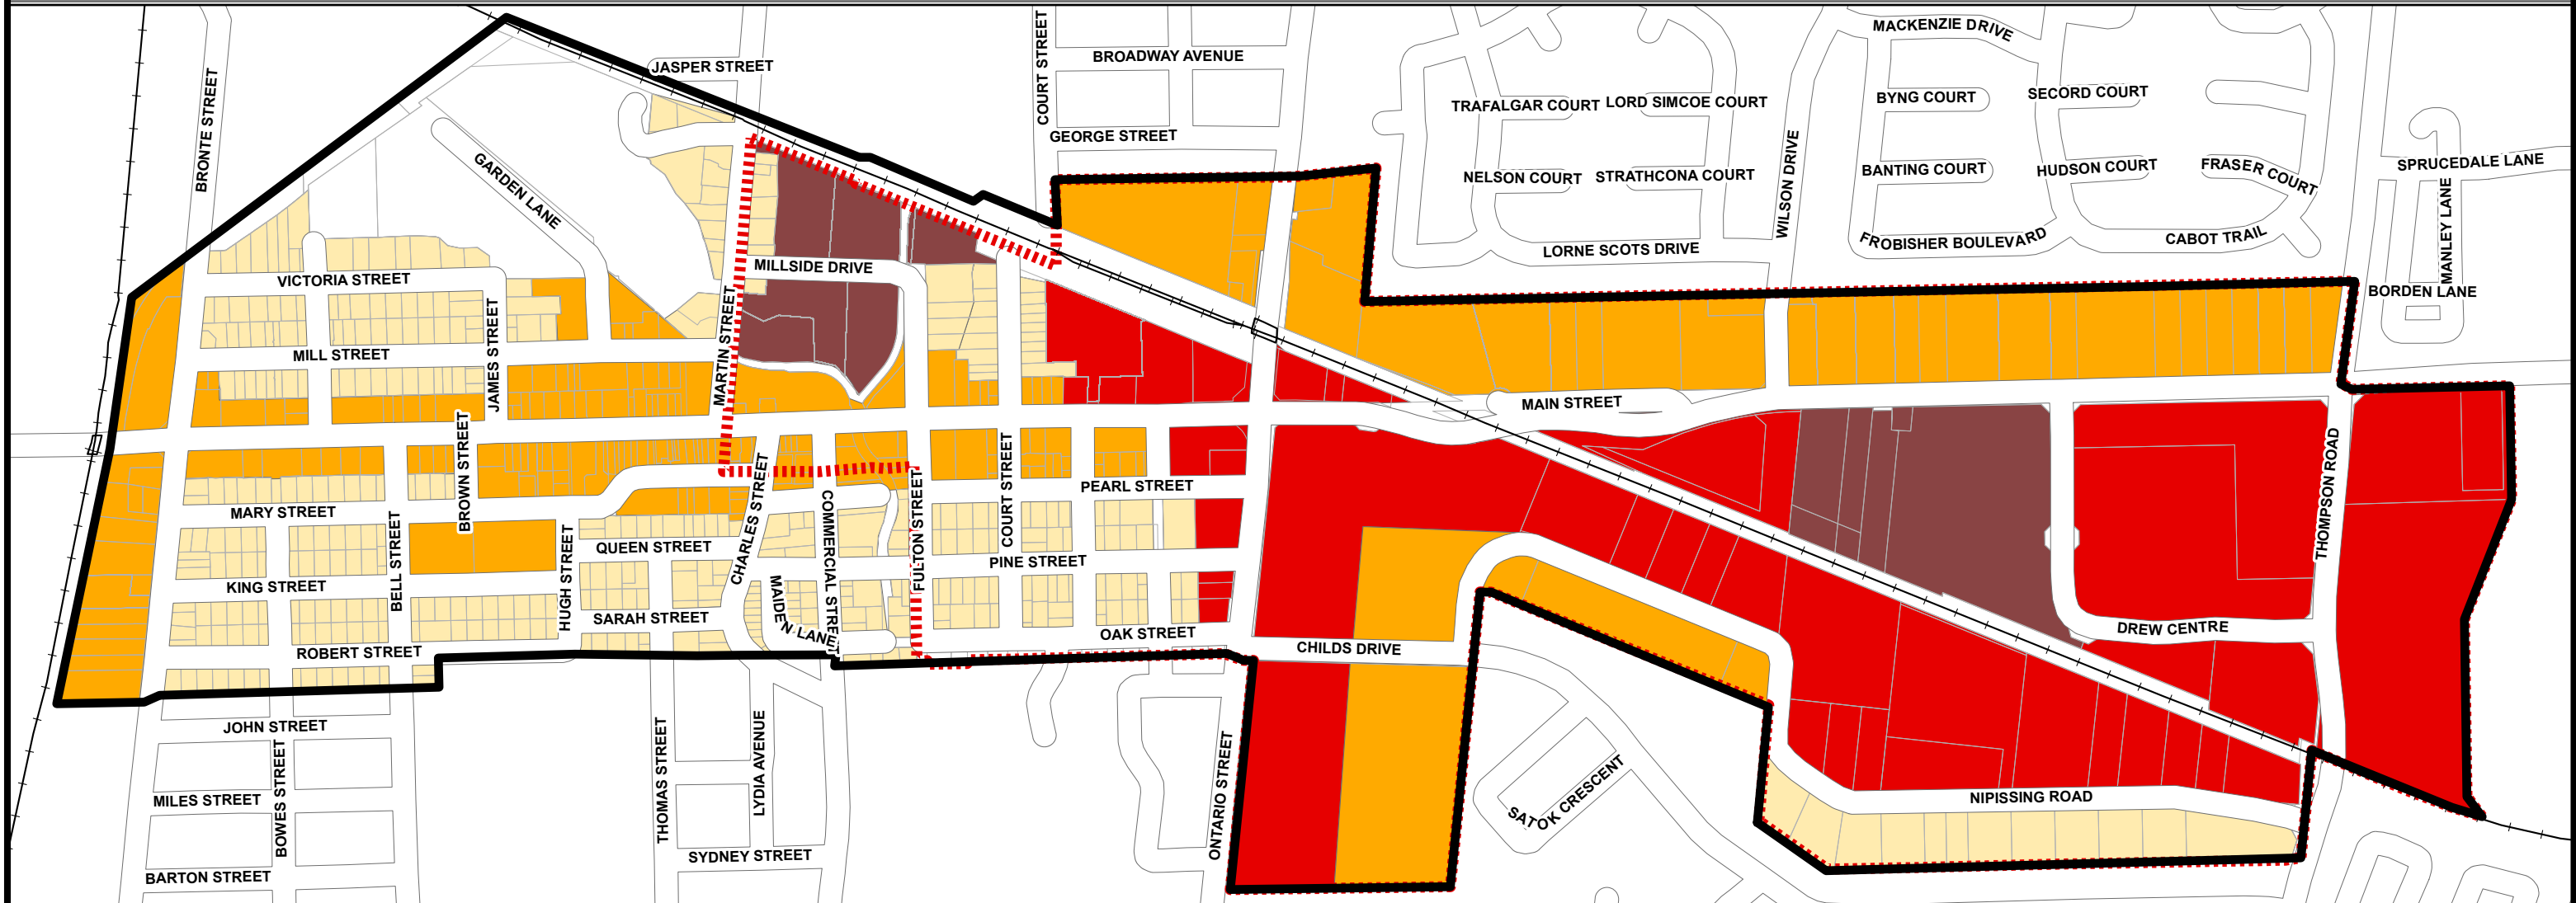 MACKENZIE DRIVE
COURT STREET
BROADWAY AVENUE
JASPER STREET
BRONTE STREET
BYNG COURT
SECORD COURT
TRAFALGAR COURT
LORD SIMCOE COURT
GEORGE STREET
WILSON DRIVE
SPRUCEDALE LANE
GARDEN LANE
BANTING COURT
HUDSON COURT
FRASER COURT
NELSON COURT
STRATHCONA COURT
MANLEY LANE
FROBISHER BOULEVARD
CABOT TRAIL
LORNE SCOTS DRIVE
MILLSIDE DRIVE
VICTORIA STREET
BORDEN LANE
MARTIN STREET
JAMES STREET
MILL STREET
MAIN STREET
BROWN STREET
COURT STREET
THOMPSON ROAD
PEARL STREET
CHARLES STREET
COMMERCIAL STREET
FULTON STREET
MARY STREET
BELL STREET
HUGH STREET
QUEEN STREET
PINE STREET
KING STREET
MAIDEN LANE
SARAH STREET
OAK STREET
DREW CENTRE
CHILDS DRIVE
ROBERT STREET
JOHN STREET
BOWES STREET
THOMAS STREET
LYDIA AVENUE
ONTARIO STREET
SATOK CRESCENT
NIPISSING ROAD
MILES STREET
SYDNEY STREET
BARTON STREET